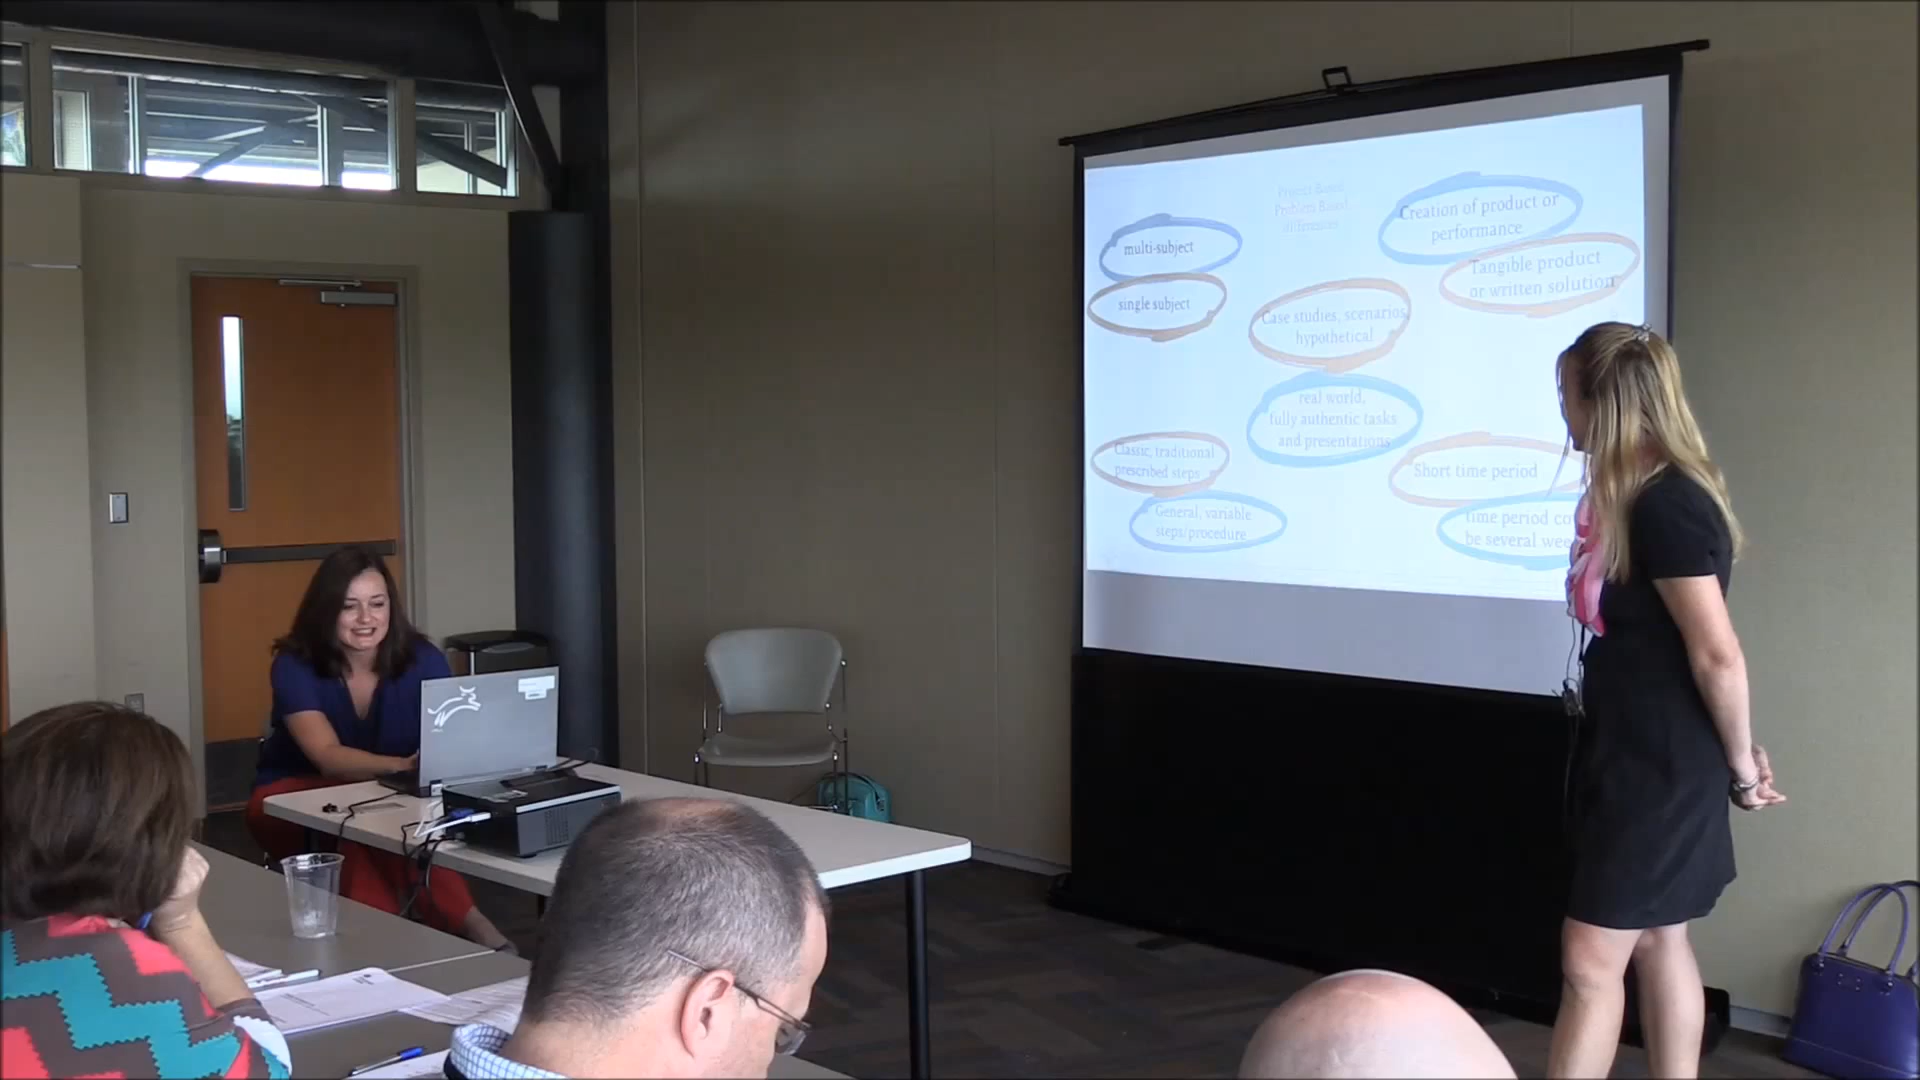 Project Based
Problem Based
differences
Creation of product or
performance
multi-subject
Tangible product
or written solution
single subject
Case studies, scenarios,
hypothetical
real world,
fully authentic tasks
and presentations
Classic, traditional
prescribed steps
Short time period
General, variable
steps/procedure
time period
be several